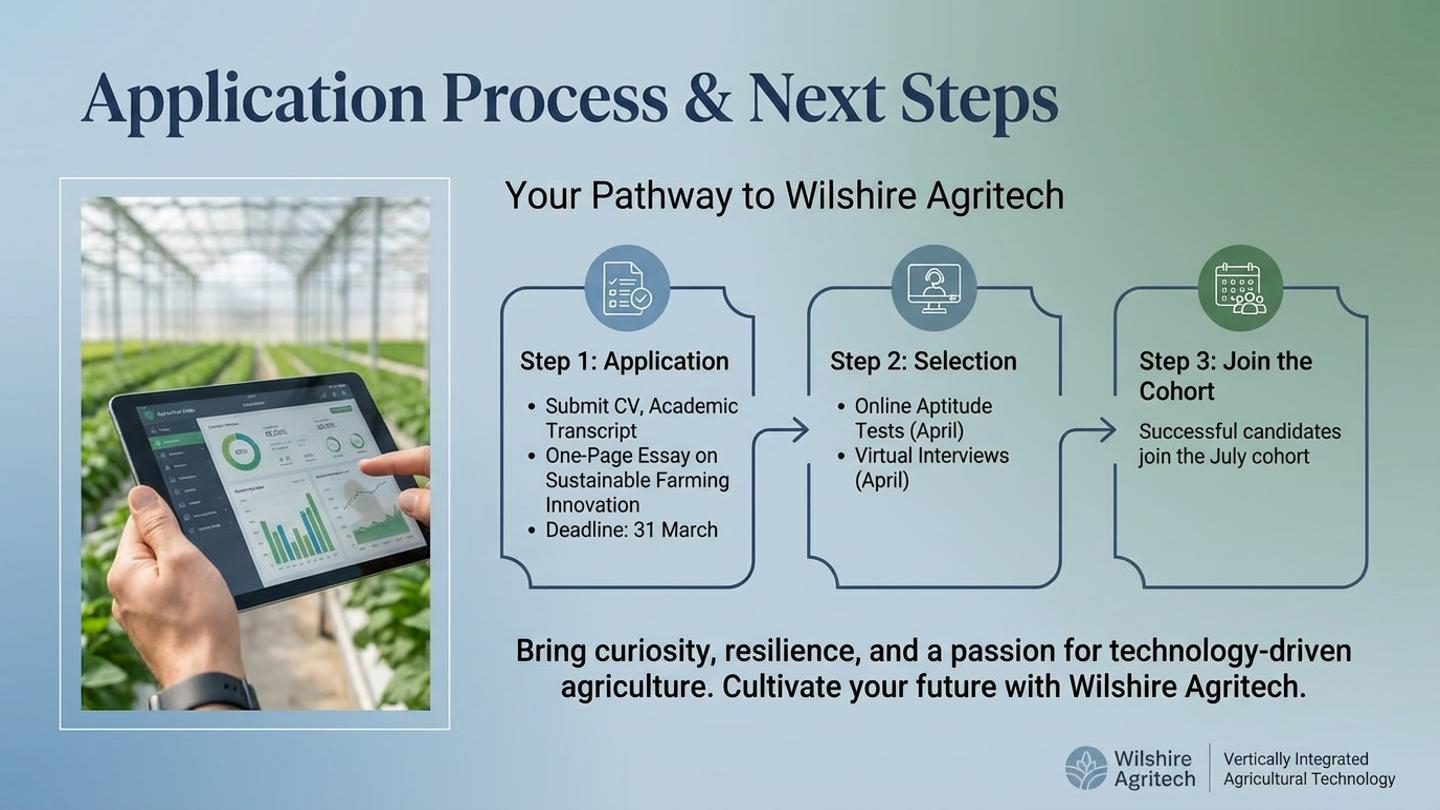 Application Process & Next Steps
Your Pathway to Wilshire Agritech
Step 1: Application
• Submit CV, Academic
Transcript
• One-Page Essay on
Sustainable Farming
Innovation
• Deadline: 31 March
Step 2: Selection
• Online Aptitude
Tests (April)
• Virtual Interviews
(April)
Step 3: Join the
Cohort
Successful candidates
join the July cohort
Bring curiosity, resilience, and a passion for technology-driven
agriculture. Cultivate your future with Wilshire Agritech.
Wilshire
Agritech
Vertically Integrated
Agricultural Technology